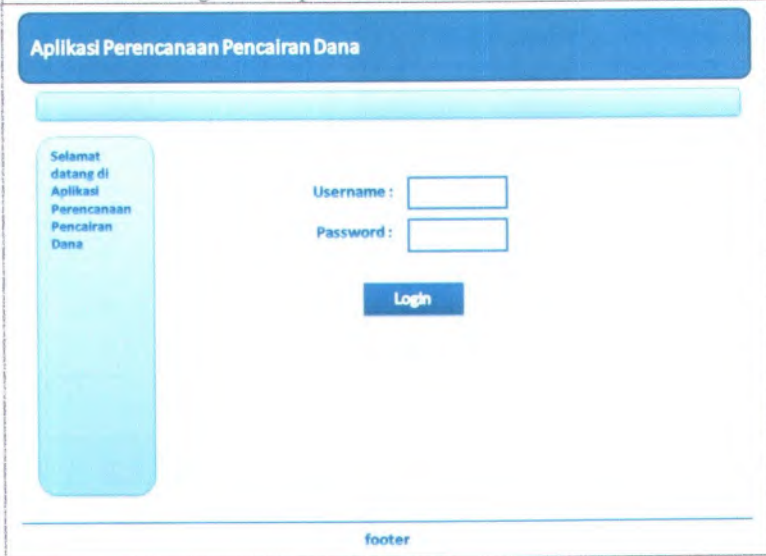 Aplikasi Perencanaan Pencairan Dana
Selamat
datang di
Aplikasi
Perencanaan
Pencairan
Dana
Username :
Password :
Login
footer